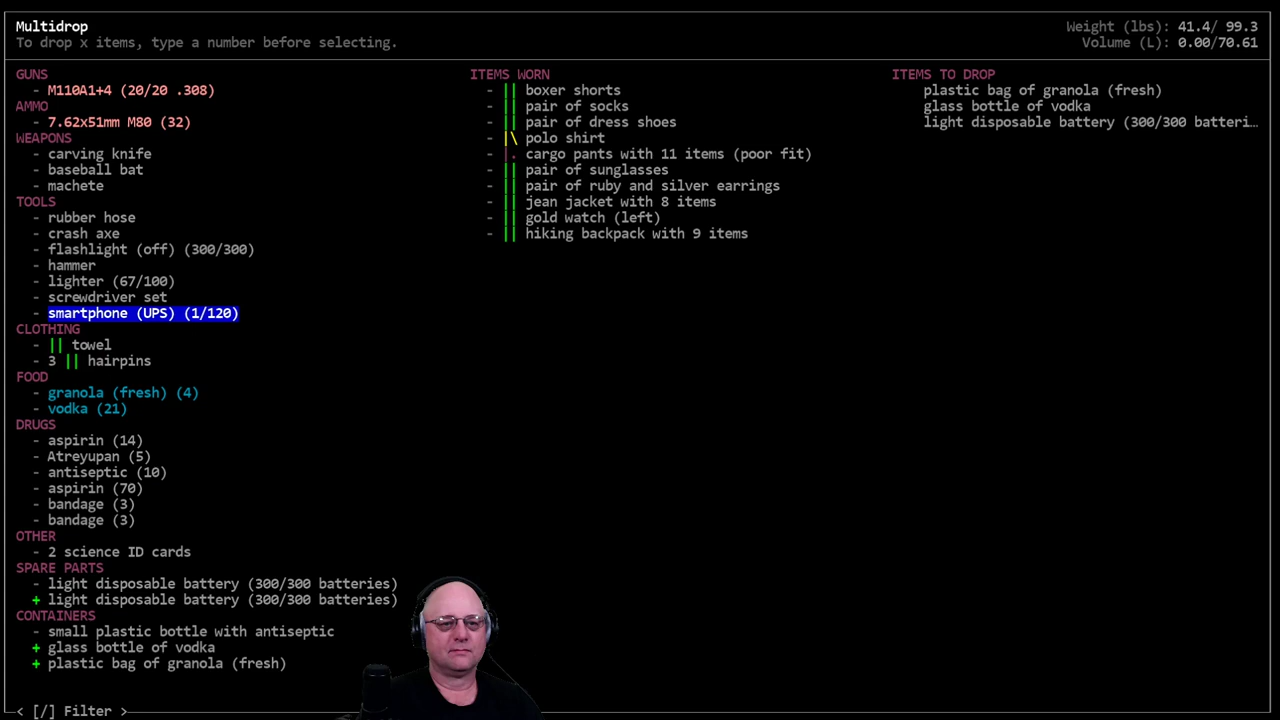 Multidrop
To drop x items, type a number before selecting.
Weight (lbs): 41.4/ 99.3
Volume (L): 0.00/70.61
GUNS
- M110A1+4 (20/20 .308)
AMMO
- 7.62x51mm M80 (32)
WEAPONS
- carving knife
- baseball bat
- machete
TOOLS
- rubber hose
- crash axe
- flashlight (off) (300/300)
- hammer
- lighter (67/100)
- screwdriver set
- smartphone (UPS) (1/120)
CLOTHING
- || towel
- 3 || hairpins
FOOD
- granola (fresh) (4)
- vodka (21)
DRUGS
- aspirin (14)
- Atreyupan (5)
- antiseptic (10)
- aspirin (70)
- bandage (3)
- bandage (3)
OTHER
- 2 science ID cards
SPARE PARTS
- light disposable battery (300/300 batteries)
+ light disposable battery (300/300 batteries)
CONTAINERS
- small plastic bottle with antiseptic
+ glass bottle of vodka
+ plastic bag of granola (fresh)
ITEMS WORN
- || boxer shorts
- || pair of socks
- || pair of dress shoes
- |\ polo shirt
- |. cargo pants with 11 items (poor fit)
- || pair of sunglasses
- || pair of ruby and silver earrings
- || jean jacket with 8 items
- || gold watch (left)
- || hiking backpack with 9 items
ITEMS TO DROP
plastic bag of granola (fresh)
glass bottle of vodka
light disposable battery (300/300 batteri…
< [/] Filter >